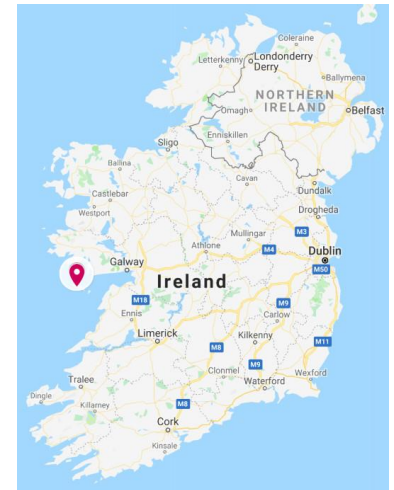 Coleraine
Letterkenny
Londonderry
Derry
Ballymena
NORTHERN
IRELAND
Omagh
Belfast
Enniskillen
Sligo
Ballina
Cavan
Dundalk
Castlebar
Westport
Drogheda
Mullingar
M3
Athlone
M4
Dublin
Galway
M50
Ireland
M18
M9
Ennis
Carlow
Limerick
Kilkenny
M11
M8
Clonmel
M9
Wexford
Tralee
Waterford
Dingle
Killarney
M8
Cork
Kinsale